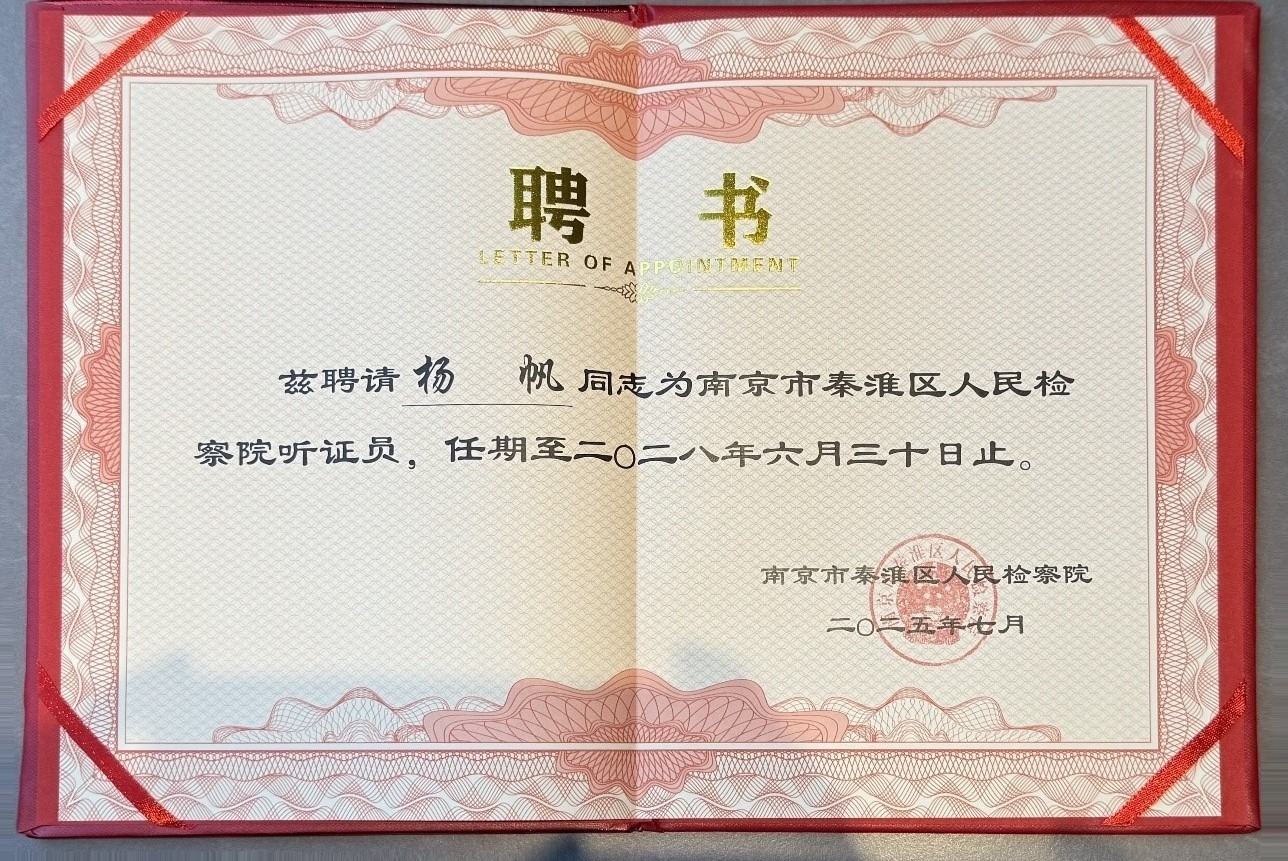 聘 书
LETTER OF APPOINTMENT
兹聘请 杨 帆 同志为南京市秦淮区人民检
察院听证员，任期至二〇二八年六月三十日止。
南京市秦淮区人民检察院
二〇二五年七月